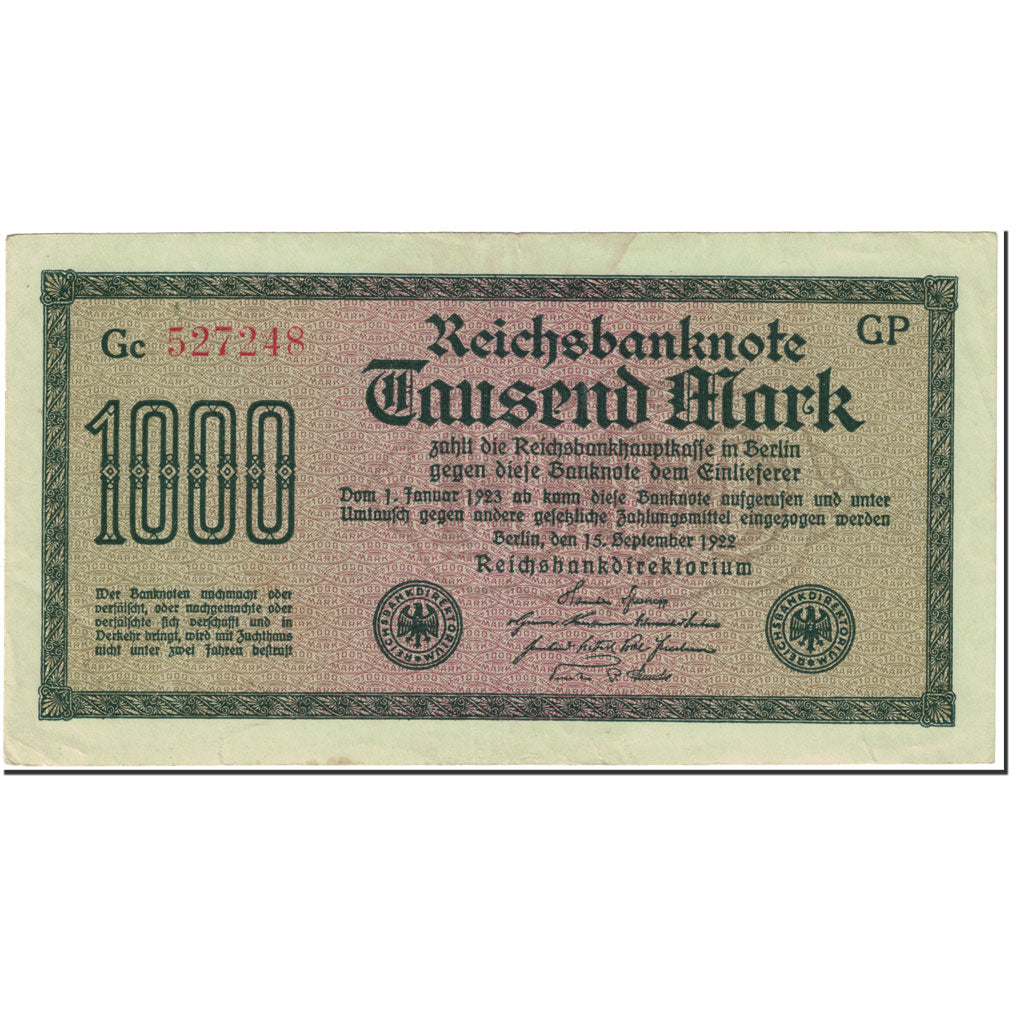 Gc 527248
GP
Reichsbanknote
Tausend Mark
1000
zahlt die Reichsbankhauptkasse in Berlin
gegen diese Banknote dem Einlieferer
Vom 1. Januar 1923 ab kann diese Banknote aufgerufen und unter
Umtausch gegen andere gesetzliche Zahlungsmittel eingezogen werden
Berlin, den 15. September 1922
Reichsbankdirektorium
Wer Banknoten nachmacht oder
verfälscht, oder nachgemachte oder
verfälschte sich verschafft und in
Verkehr bringt, wird mit Zuchthaus
nicht unter zwei Jahren bestraft
REICHSBANKDIREKTORIUM
REICHSBANKDIREKTORIUM